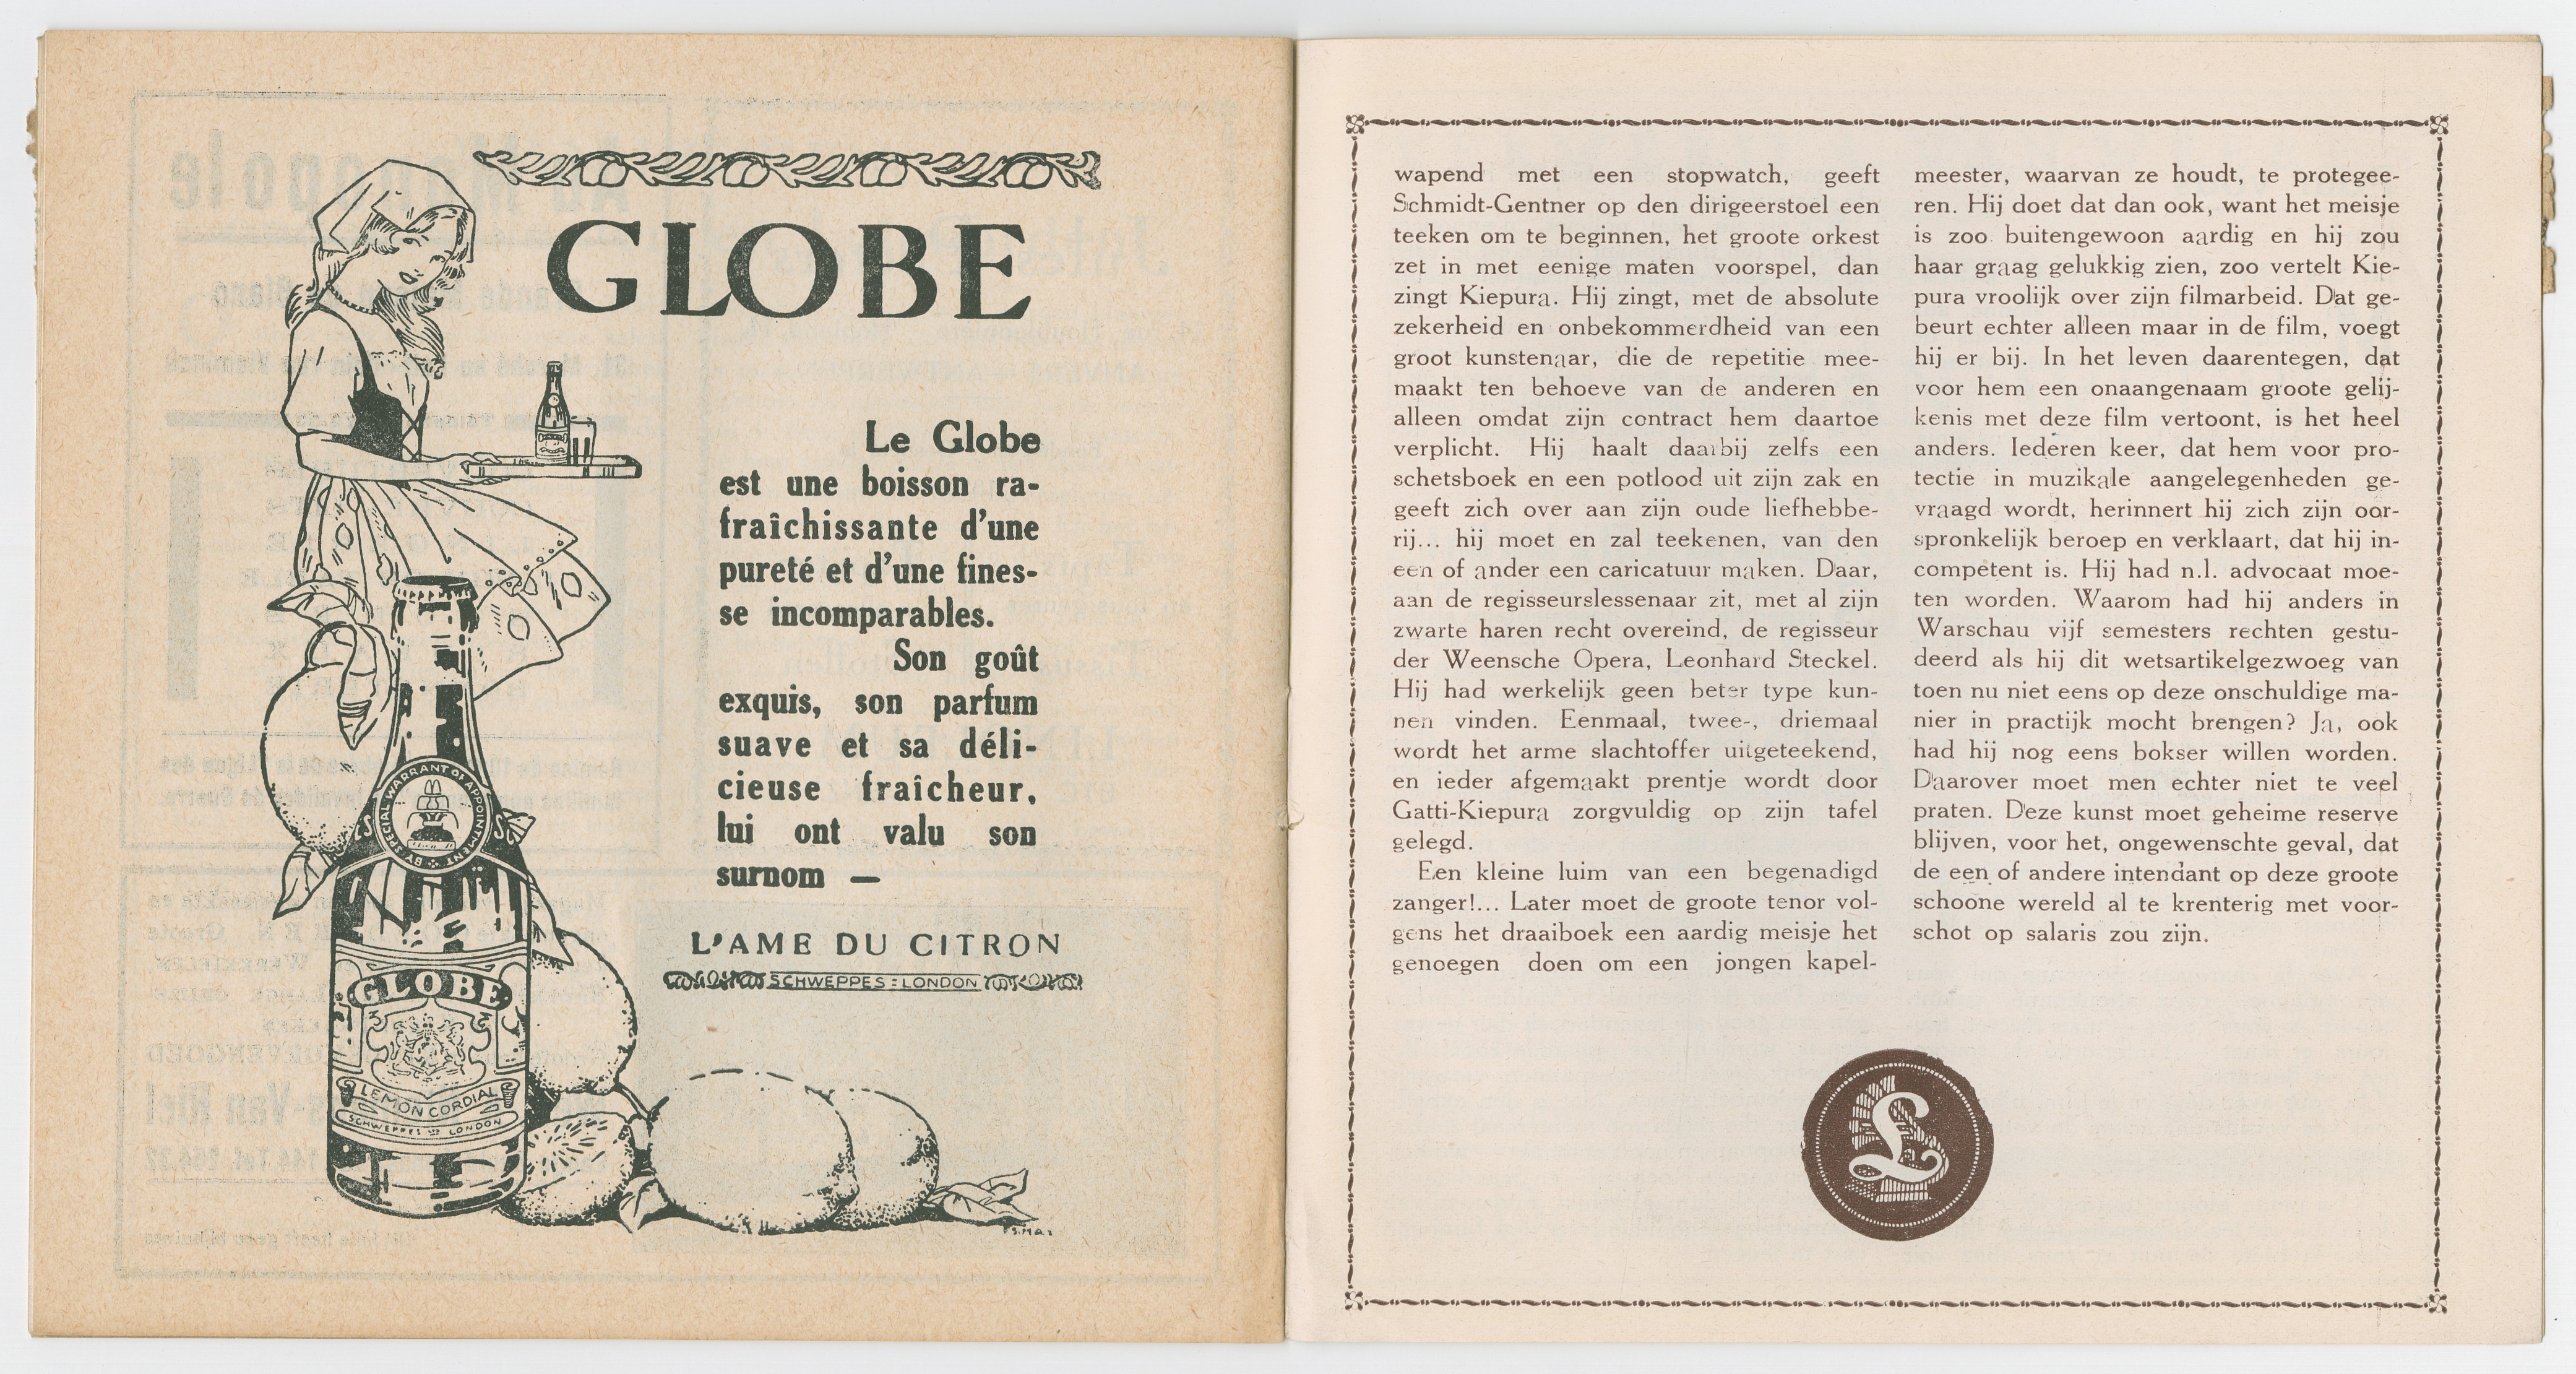 GLOBE
Le Globe
est une boisson ra-
fraîchissante d'une
pureté et d'une fines-
se incomparables.
Son goût
exquis, son parfum
suave et sa déli-
cieuse fraîcheur,
lui ont valu son
surnom —
L'AME DU CITRON
SCHWEPPES = LONDON
BY SPECIAL WARRANT OF APPOINTMENT
GLOBE
LEMON CORDIAL
SCHWEPPES LONDON
wapend met een stopwatch, geeft
Schmidt-Gentner op den dirigeerstoel een
teeken om te beginnen, het groote orkest
zet in met eenige maten voorspel, dan
zingt Kiepura. Hij zingt, met de absolute
zekerheid en onbekommerdheid van een
groot kunstenaar, die de repetitie mee-
maakt ten behoeve van de anderen en
alleen omdat zijn contract hem daartoe
verplicht. Hij haalt daarbij zelfs een
schetsboek en een potlood uit zijn zak en
geeft zich over aan zijn oude liefhebbe-
rij... hij moet en zal teekenen, van den
een of ander een caricatuur maken. Daar,
aan de regisseurslessenaar zit, met al zijn
zwarte haren recht overeind, de regisseur
der Weensche Opera, Leonhard Steckel.
Hij had werkelijk geen beter type kun-
nen vinden. Eenmaal, twee-, driemaal
wordt het arme slachtoffer uitgeteekend,
en ieder afgemaakt prentje wordt door
Gatti-Kiepura zorgvuldig op zijn tafel
gelegd.
Een kleine luim van een begenadigd
zanger!... Later moet de groote tenor vol-
gens het draaiboek een aardig meisje het
genoegen doen om een jongen kapel-
meester, waarvan ze houdt, te protegee-
ren. Hij doet dat dan ook, want het meisje
is zoo buitengewoon aardig en hij zou
haar graag gelukkig zien, zoo vertelt Kie-
pura vroolijk over zijn filmarbeid. Dat ge-
beurt echter alleen maar in de film, voegt
hij er bij. In het leven daarentegen, dat
voor hem een onaangenaam groote gelij-
kenis met deze film vertoont, is het heel
anders. Iederen keer, dat hem voor pro-
tectie in muzikale aangelegenheden ge-
vraagd wordt, herinnert hij zich zijn oor-
spronkelijk beroep en verklaart, dat hij in-
competent is. Hij had n.l. advocaat moe-
ten worden. Waarom had hij anders in
Warschau vijf semesters rechten gestu-
deerd als hij dit wetsartikelgezwoeg van
toen nu niet eens op deze onschuldige ma-
nier in practijk mocht brengen? Ja, ook
had hij nog eens bokser willen worden.
Daarover moet men echter niet te veel
praten. Deze kunst moet geheime reserve
blijven, voor het, ongewenschte geval, dat
de een of andere intendant op deze groote
schoone wereld al te krenterig met voor-
schot op salaris zou zijn.
L